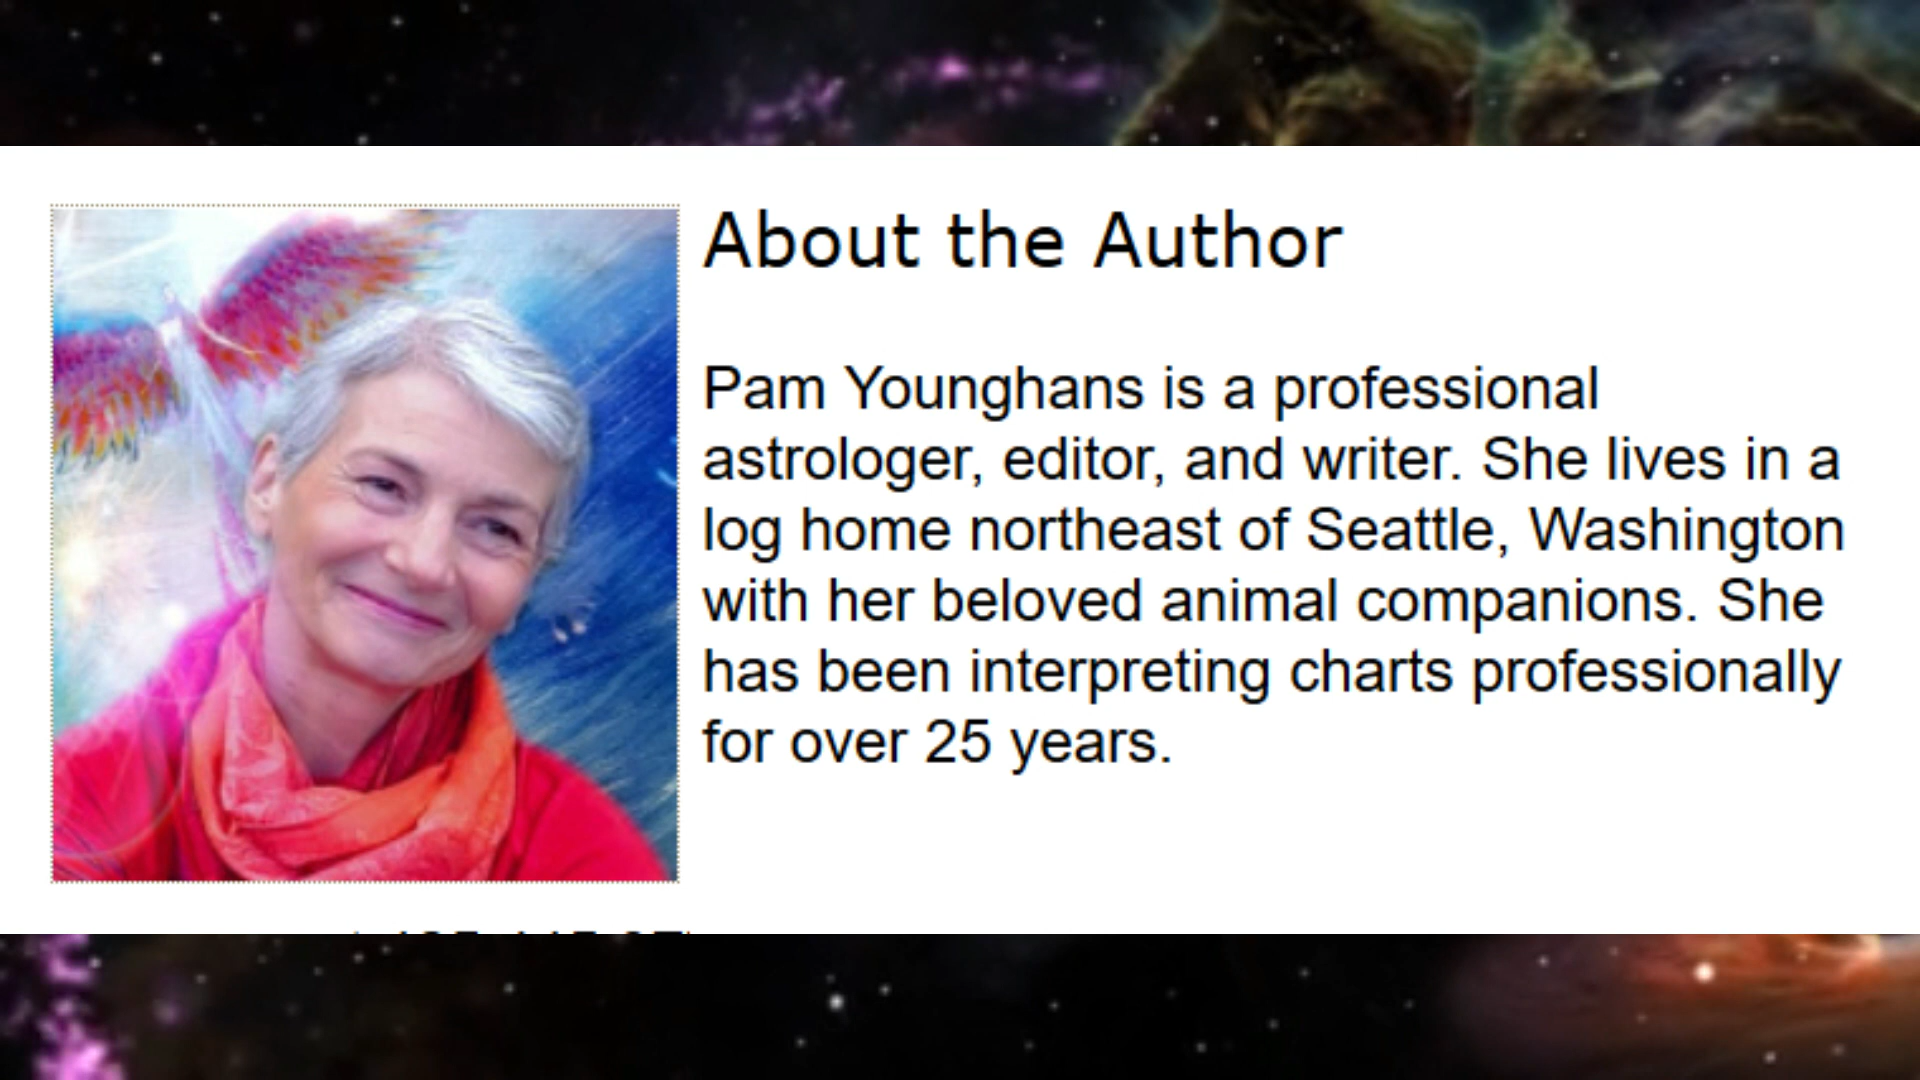 About the Author
Pam Younghans is a professional
astrologer, editor, and writer. She lives in a
log home northeast of Seattle, Washington
with her beloved animal companions. She
has been interpreting charts professionally
for over 25 years.